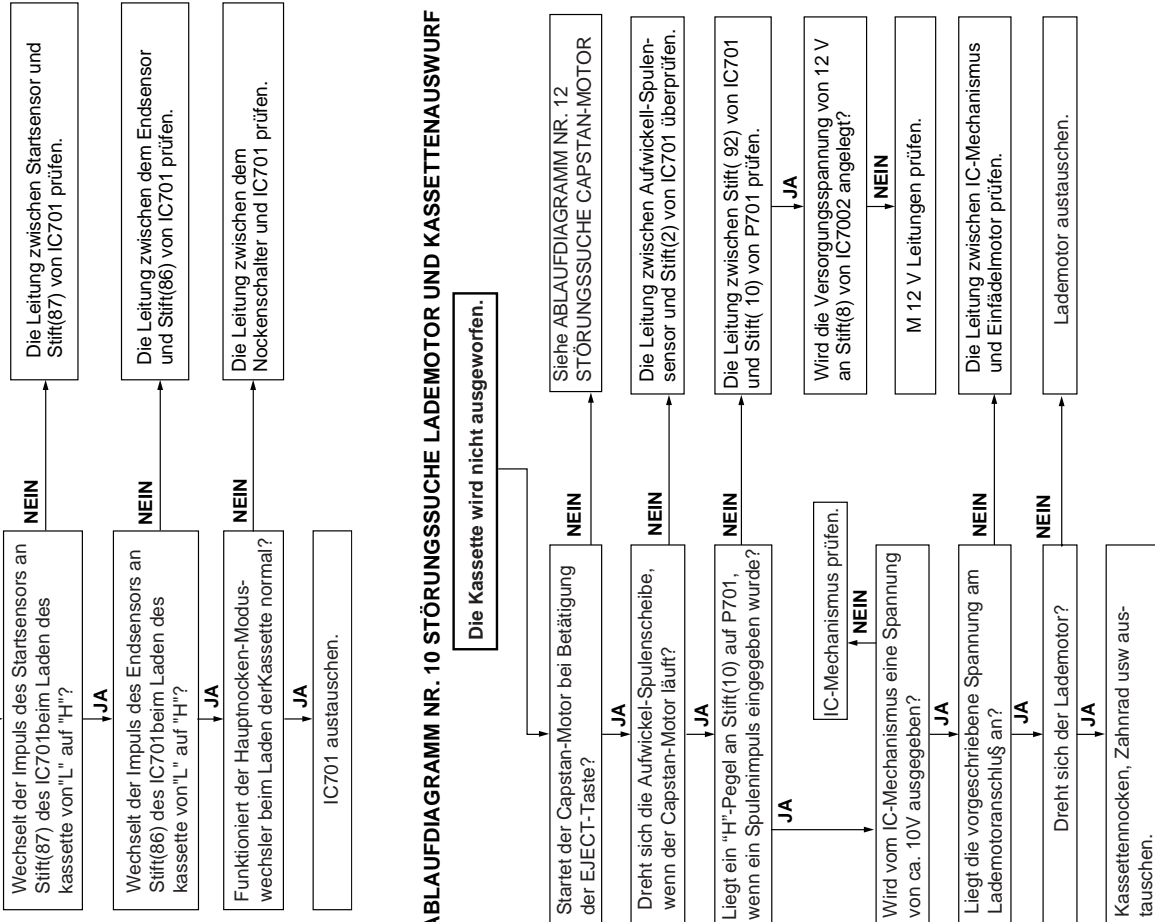 Wechselt der Impuls des Startsensors an
Stift(87) des IC701beim Laden des
kassette von"L" auf "H"?
NEIN
Die Leitung zwischen Startsensor und
Stift(87) von IC701 prüfen.
JA
Wechselt der Impuls des Endsensors an
Stift(86) des IC701beim Laden des
kassette von"L" auf "H"?
NEIN
Die Leitung zwischen dem Endsensor
und Stift(86) von IC701 prüfen.
JA
Funktioniert der Hauptnocken-Modus-
wechsler beim Laden derKassette normal?
NEIN
Die Leitung zwischen dem
Nockenschalter und IC701 prüfen.
JA
IC701 austauschen.
ABLAUFDIAGRAMM NR. 10 STÖRUNGSSUCHE LADEMOTOR UND KASSETTENAUSWURF
Die Kassette wird nicht ausgeworfen.
Startet der Capstan-Motor bei Betätigung
der EJECT-Taste?
NEIN
Siehe ABLAUFDIAGRAMM NR. 12
STÖRUNGSSUCHE CAPSTAN-MOTOR
JA
Dreht sich die Aufwickel-Spulenscheibe,
wenn der Capstan-Motor läuft?
NEIN
Die Leitung zwischen Aufwickell-Spulen-
sensor und Stift(2) von IC701 überprüfen.
JA
Liegt ein “H”-Pegel an Stift(10) auf P701,
wenn ein Spulenimpuls eingegeben wurde?
NEIN
Die Leitung zwischen Stift( 92) von IC701
und Stift( 10) von P701 prüfen.
JA
Wird die Versorgungsspannung von 12 V
an Stift(8) von IC7002 angelegt?
NEIN
M 12 V Leitungen prüfen.
JA
IC-Mechanismus prüfen.
NEIN
Wird vom IC-Mechanismus eine Spannung
von ca. 10V ausgegeben?
JA
Liegt die vorgeschriebene Spannung am
Lademotoranschlu§ an?
NEIN
Die Leitung zwischen IC-Mechanismus
und Einfädelmotor prüfen.
JA
Dreht sich der Lademotor?
NEIN
Lademotor austauschen.
JA
Kassettennocken, Zahnrad usw aus-
tauschen.